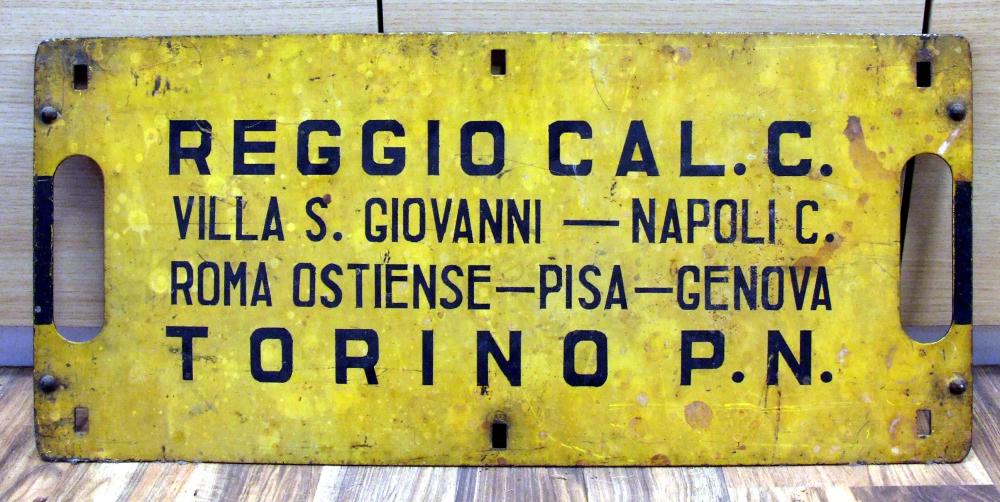 REGGIO CAL. C.
VILLA S. GIOVANNI — NAPOLI C.
ROMA OSTIENSE—PISA—GENOVA
TORINO P.N.